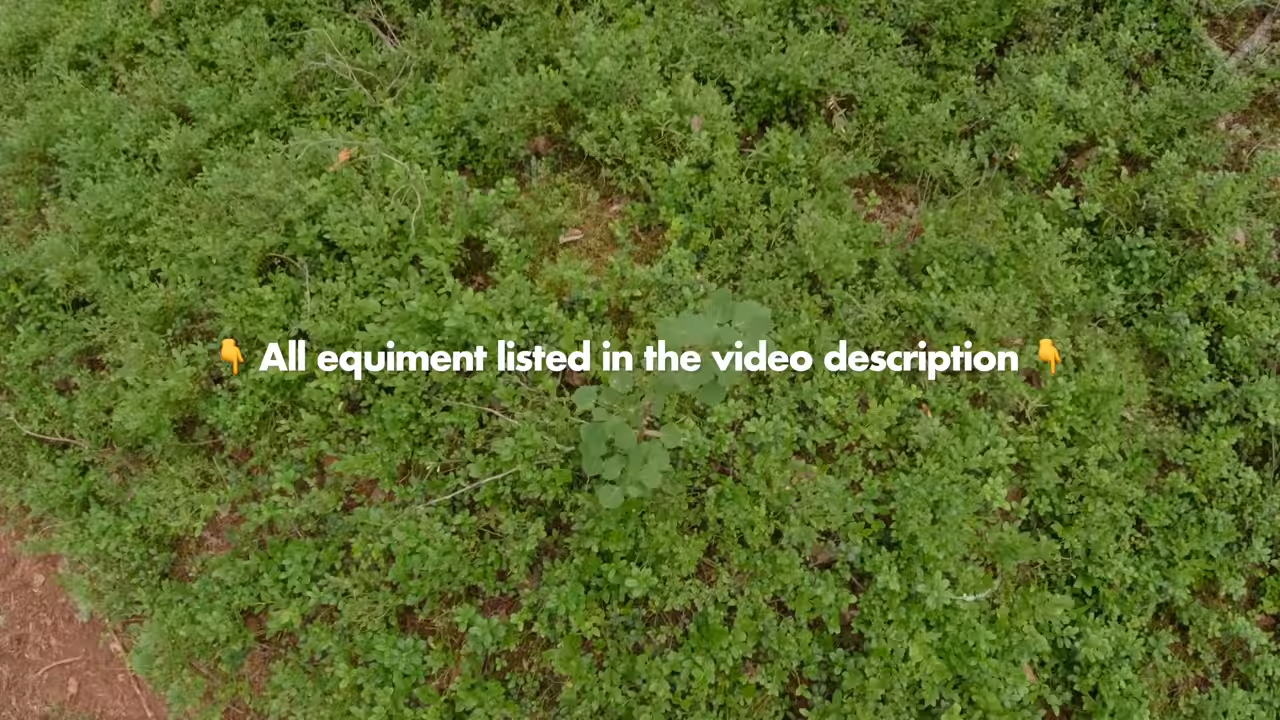 👇 All equiment listed in the video description 👇